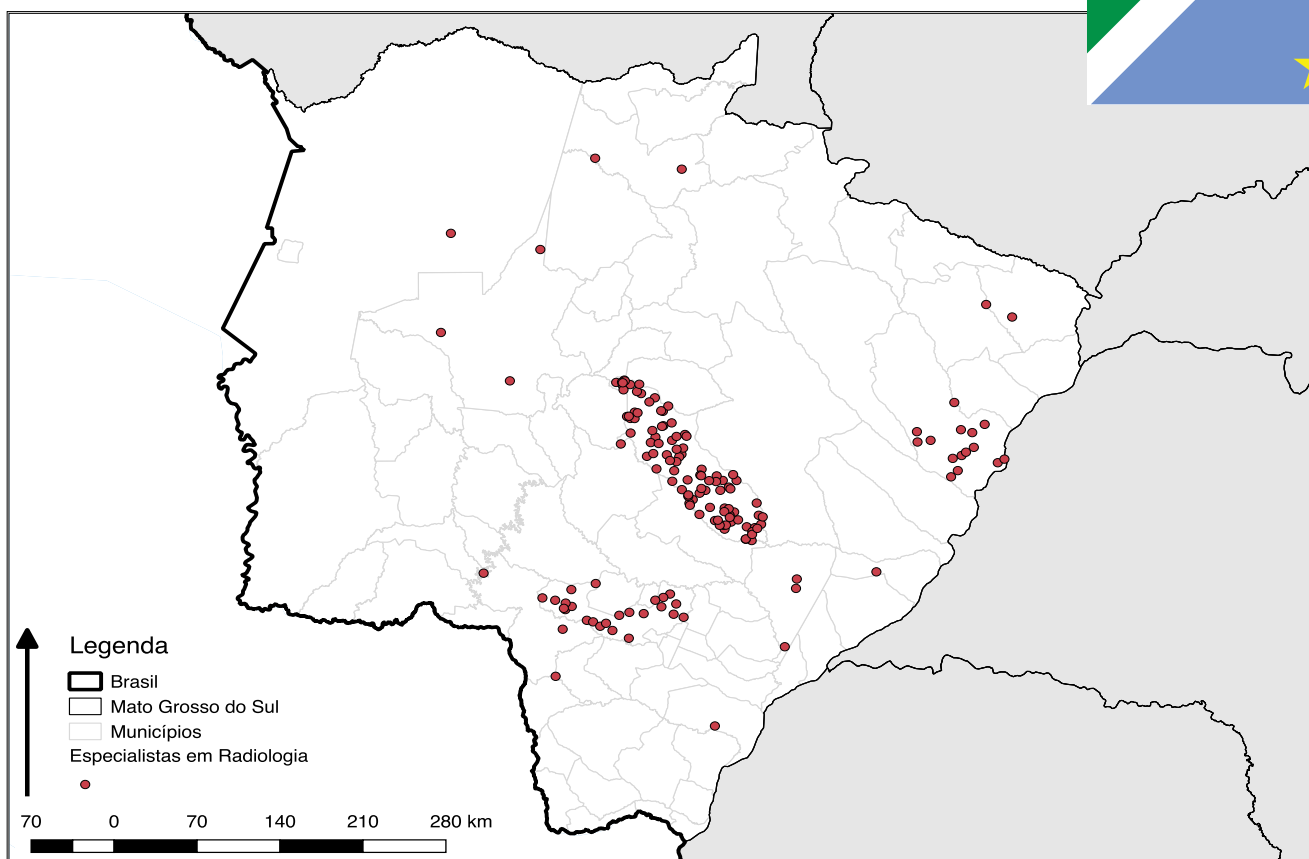 Legenda
Brasil
Mato Grosso do Sul
Municípios
Especialistas em Radiologia
70 0 70 140 210 280 km